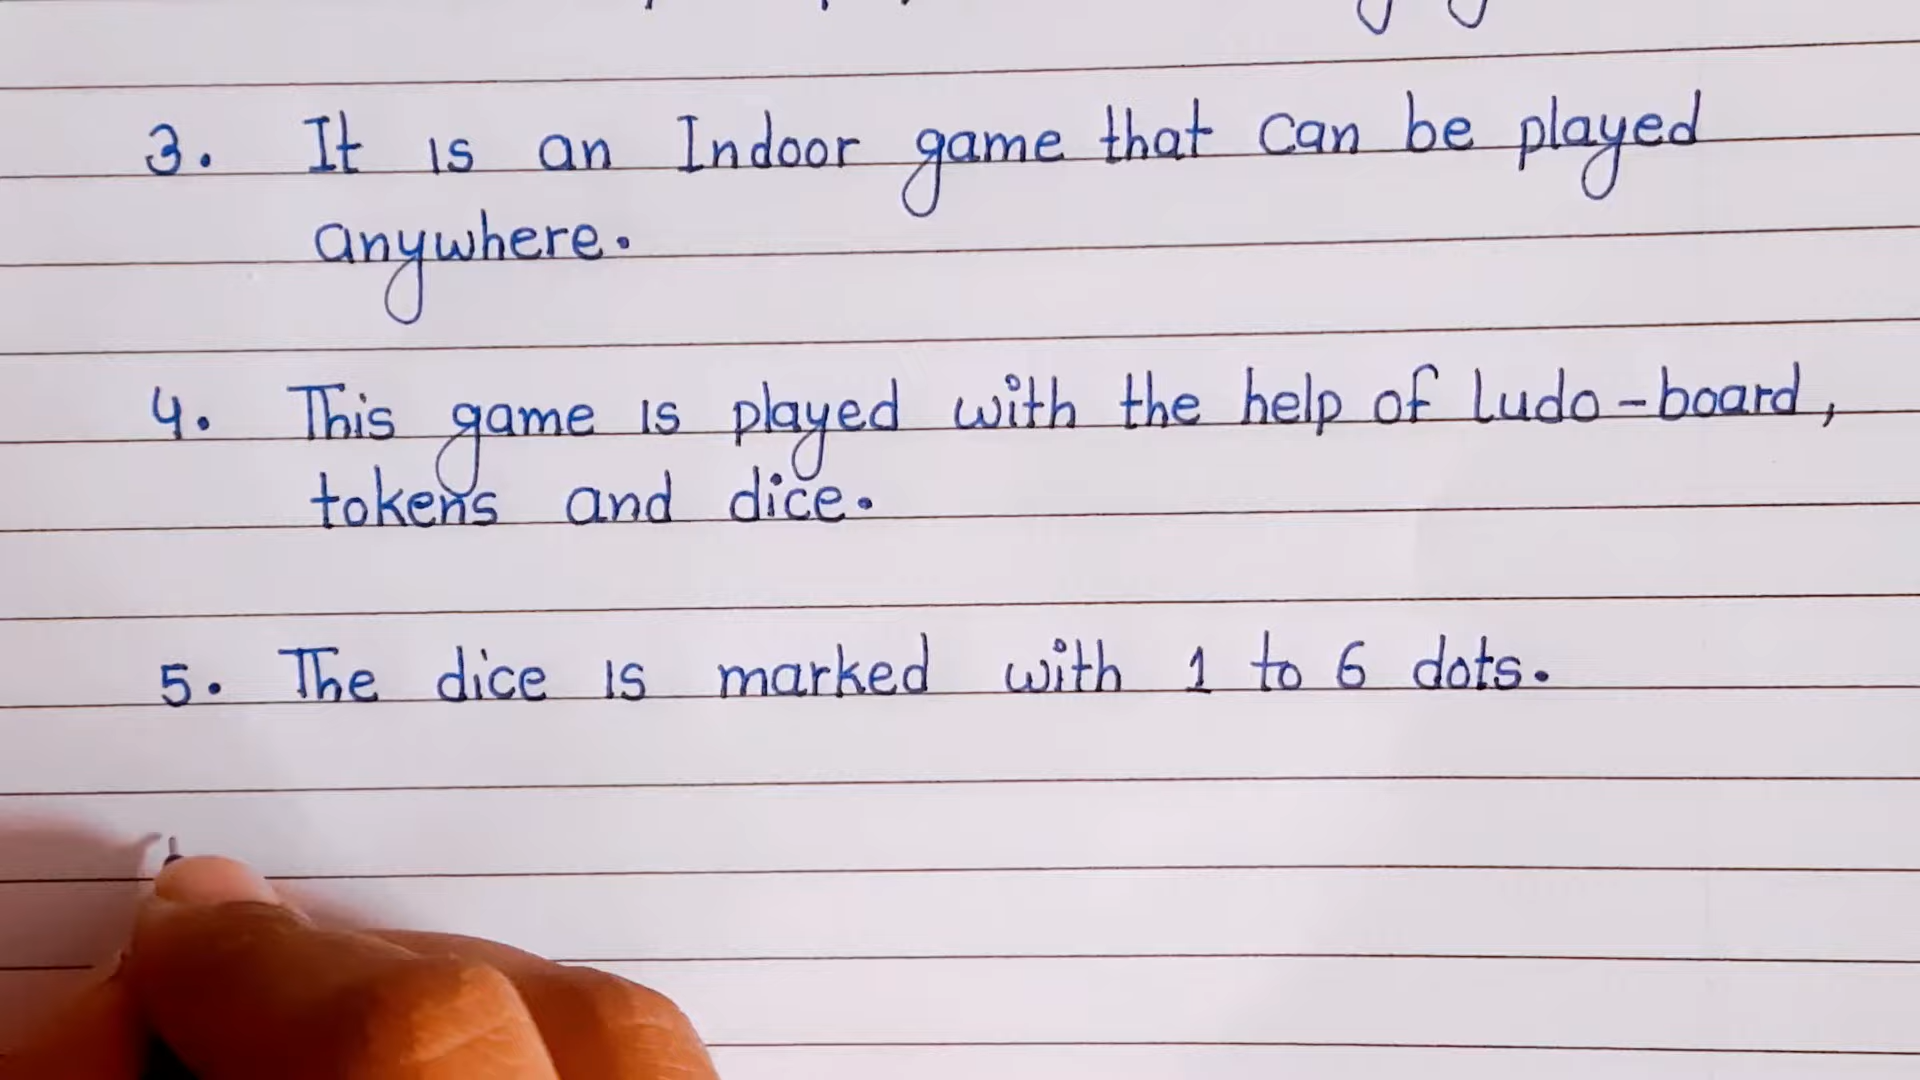 3. It is an Indoor game that can be played
anywhere.
4. This game is played with the help of ludo-board,
tokens and dice.
5. The dice is marked with 1 to 6 dots.